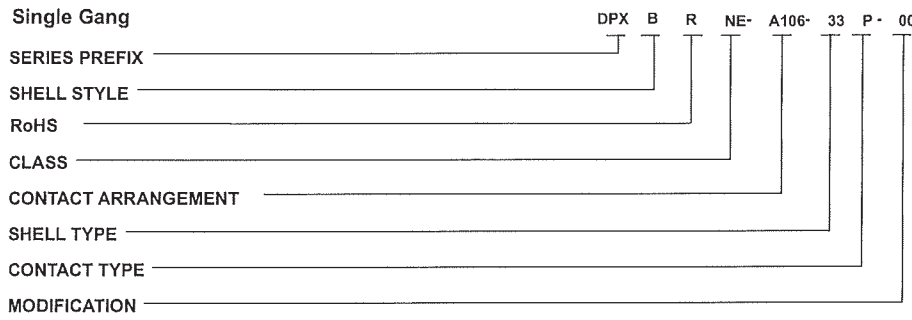 Single Gang DPX B R NE- A106- 33 P - 00
SERIES PREFIX
SHELL STYLE
RoHS
CLASS
CONTACT ARRANGEMENT
SHELL TYPE
CONTACT TYPE
MODIFICATION